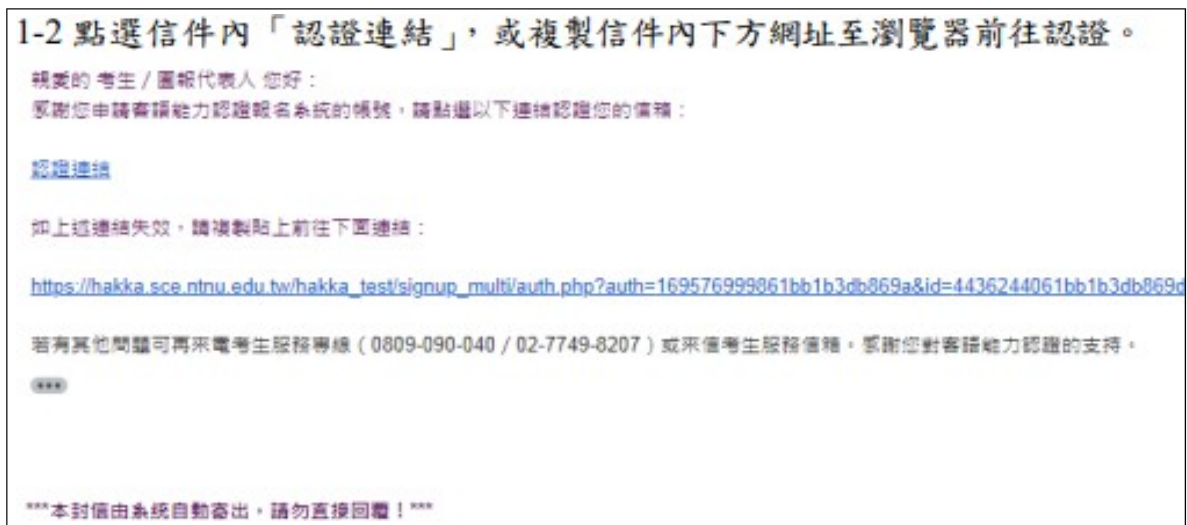 1-2 點選信件內「認證連結」，或複製信件內下方網址至瀏覽器前往認證。
親愛的 考生 / 團報代表人 您好：
感謝您申請客語能力認證報名系統的帳號，請點選以下連結認證您的信箱：
認證連結
如上述連結失效，請複製貼上前往下面連結：
https://hakka.sce.ntnu.edu.tw/hakka_test/signup_multi/auth.php?auth=169576999861bb1b3db869a&id=4436244061bb1b3db869d
若有其他問題可再來電考生服務專線（0809-090-040 / 02-7749-8207）或來信考生服務信箱，感謝您對客語能力認證的支持。
***本封信由系統自動寄出，請勿直接回覆！***